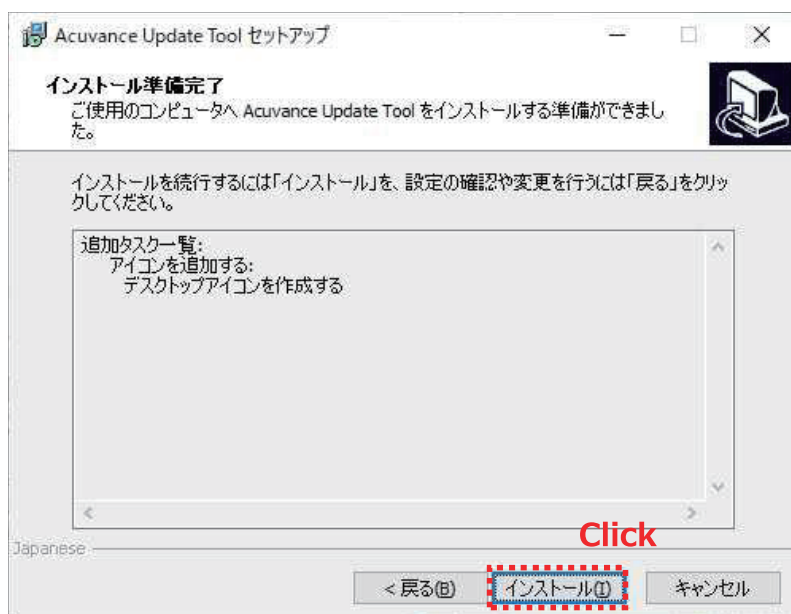 Acuvance Update Tool セットアップ
インストール準備完了
ご使用のコンピュータへ Acuvance Update Tool をインストールする準備ができまし
た。
インストールを続行するには「インストール」を、設定の確認や変更を行うには「戻る」をクリッ
クしてください。
追加タスク一覧:
アイコンを追加する:
デスクトップアイコンを作成する
Click
Japanese
< 戻る(B) インストール(I) キャンセル